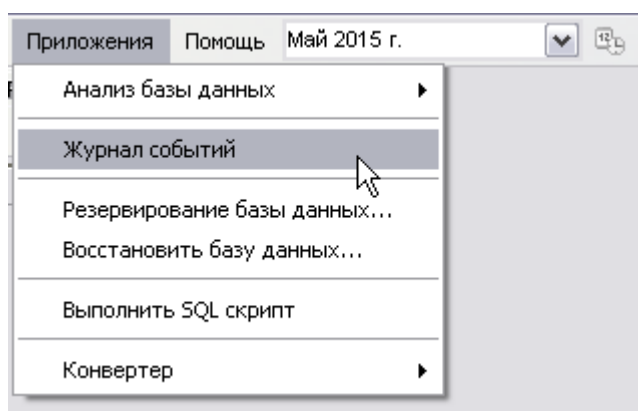 Приложения Помощь Май 2015 г.
Анализ базы данных
Журнал событий
Резервирование базы данных...
Восстановить базу данных...
Выполнить SQL скрипт
Конвертер